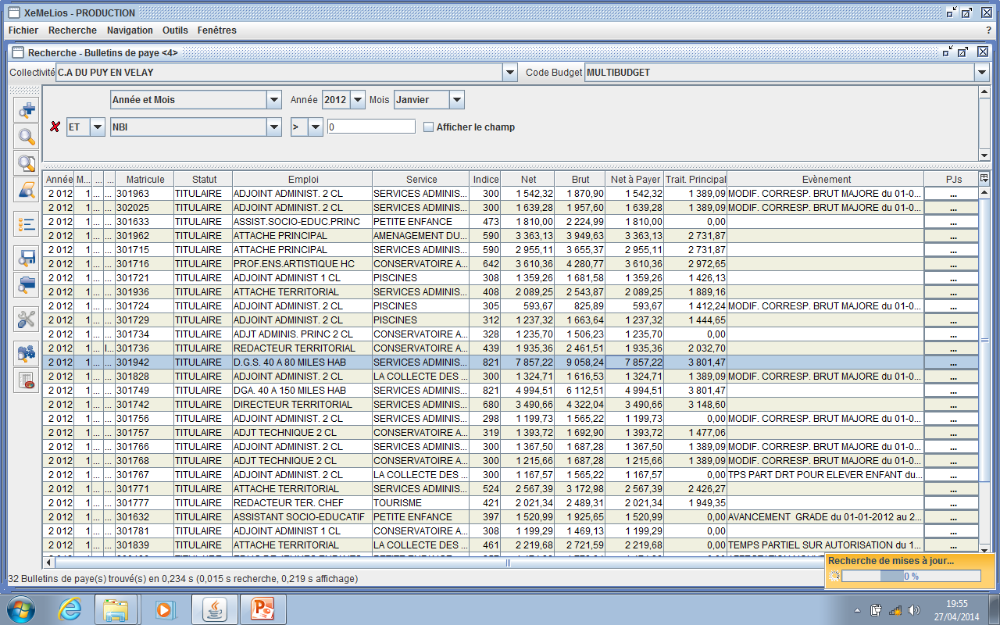 XeMeLios - PRODUCTION
Fichier Recherche Navigation Outils Fenêtres ?
Recherche - Bulletins de paye <4>
Collectivité C.A DU PUY EN VELAY Code Budget MULTIBUDGET
Année et Mois Année 2012 Mois Janvier
ET NBI > 0 Afficher le champ
Année M... ... ... Matricule Statut Emploi Service Indice Net Brut Net à Payer Trait. Principal Evènement PJs
2 012 1 ... ... 301963 TITULAIRE ADJOINT ADMINIST. 2 CL SERVICES ADMINIS... 300 1 542,32 1 870,90 1 542,32 1 389,09 MODIF. CORRESP. BRUT MAJORE du 01-0... ...
2 012 1 ... ... 302025 TITULAIRE ADJOINT ADMINIST. 2 CL SERVICES ADMINIS... 300 1 639,28 1 957,60 1 639,28 1 389,09 MODIF. CORRESP. BRUT MAJORE du 01-0... ...
2 012 1 ... ... 301633 TITULAIRE ASSIST.SOCIO-EDUC.PRINC PETITE ENFANCE 473 1 810,00 2 224,99 1 810,00 0,00 ...
2 012 1 ... ... 301962 TITULAIRE ATTACHE PRINCIPAL AMENAGEMENT DU... 590 3 363,13 3 949,63 3 363,13 2 731,87 ...
2 012 1 ... ... 301715 TITULAIRE ATTACHE PRINCIPAL SERVICES ADMINIS... 590 2 955,11 3 655,37 2 955,11 2 731,87 ...
2 012 1 ... ... 301716 TITULAIRE PROF.ENS.ARTISTIQUE HC CONSERVATOIRE A... 642 3 610,36 4 280,77 3 610,36 2 972,65 ...
2 012 1 ... ... 301721 TITULAIRE ADJOINT ADMINIST 1 CL PISCINES 308 1 359,26 1 681,58 1 359,26 1 426,13 ...
2 012 1 ... ... 301936 TITULAIRE ATTACHE TERRITORIAL SERVICES ADMINIS... 408 2 089,25 2 543,87 2 089,25 1 889,16 ...
2 012 1 ... ... 301724 TITULAIRE ADJOINT ADMINIST. 2 CL PISCINES 305 593,67 825,89 593,67 1 412,24 MODIF. CORRESP. BRUT MAJORE du 01-0... ...
2 012 1 ... ... 301729 TITULAIRE ADJOINT ADMINIST. 2 CL PISCINES 312 1 237,32 1 663,64 1 237,32 1 444,65 ...
2 012 1 ... ... 301734 TITULAIRE ADJT ADMINIS. PRINC 2 CL CONSERVATOIRE A... 328 1 235,70 1 506,23 1 235,70 0,00 ...
2 012 1 ... I... 301736 TITULAIRE REDACTEUR TERRITORIAL CONSERVATOIRE A... 439 1 935,36 2 461,51 1 935,36 2 032,70 ...
2 012 1 ... ... 301942 TITULAIRE D.G.S. 40 A 80 MILES HAB SERVICES ADMINIS... 821 7 857,22 9 058,24 7 857,22 3 801,47 ...
2 012 1 ... ... 301828 TITULAIRE ADJOINT ADMINIST. 2 CL LA COLLECTE DES ... 300 1 324,71 1 616,53 1 324,71 1 389,09 MODIF. CORRESP. BRUT MAJORE du 01-0... ...
2 012 1 ... ... 301749 TITULAIRE DGA. 40 A 150 MILES HAB SERVICES ADMINIS... 821 4 994,51 6 112,51 4 994,51 3 801,47 ...
2 012 1 ... ... 301742 TITULAIRE DIRECTEUR TERRITORIAL SERVICES ADMINIS... 680 3 490,66 4 322,04 3 490,66 3 148,60 ...
2 012 1 ... ... 301756 TITULAIRE ADJOINT ADMINIST. 2 CL SERVICES ADMINIS... 298 1 199,73 1 565,22 1 199,73 0,00 MODIF. CORRESP. BRUT MAJORE du 01-0... ...
2 012 1 ... ... 301757 TITULAIRE ADJT TECHNIQUE 2 CL CONSERVATOIRE A... 319 1 393,72 1 692,90 1 393,72 1 477,06 ...
2 012 1 ... ... 301766 TITULAIRE ADJOINT ADMINIST. 2 CL SERVICES ADMINIS... 300 1 367,50 1 687,28 1 367,50 1 389,09 MODIF. CORRESP. BRUT MAJORE du 01-0... ...
2 012 1 ... ... 301768 TITULAIRE ADJT TECHNIQUE 2 CL CONSERVATOIRE A... 300 1 215,66 1 687,28 1 215,66 1 389,09 MODIF. CORRESP. BRUT MAJORE du 01-0... ...
2 012 1 ... ... 301767 TITULAIRE ADJOINT ADMINIST. 2 CL LA COLLECTE DES ... 300 1 167,57 1 565,22 1 167,57 0,00 TPS PART DRT POUR ELEVER ENFANT du... ...
2 012 1 ... ... 301771 TITULAIRE ATTACHE TERRITORIAL SERVICES ADMINIS... 524 2 567,39 3 172,98 2 567,39 2 426,27 ...
2 012 1 ... ... 301777 TITULAIRE REDACTEUR TER. CHEF TOURISME 421 2 021,34 2 489,31 2 021,34 1 949,35 ...
2 012 1 ... ... 301632 TITULAIRE ASSISTANT SOCIO-EDUCATIF PETITE ENFANCE 397 1 520,99 1 925,65 1 520,99 0,00 AVANCEMENT GRADE du 01-01-2012 au 2... ...
2 012 1 ... ... 301781 TITULAIRE ADJOINT ADMINIST 1 CL CONSERVATOIRE A... 308 1 199,29 1 469,13 1 199,29 0,00 ...
2 012 1 ... ... 301839 TITULAIRE ATTACHE TERRITORIAL LA COLLECTE DES ... 461 2 219,68 2 721,59 2 219,68 0,00 TEMPS PARTIEL SUR AUTORISATION du 1... ...
Recherche de mises à jour...
0 %
32 Bulletins de paye(s) trouvé(s) en 0,234 s (0,015 s recherche, 0,219 s affichage)
19:55
27/04/2014